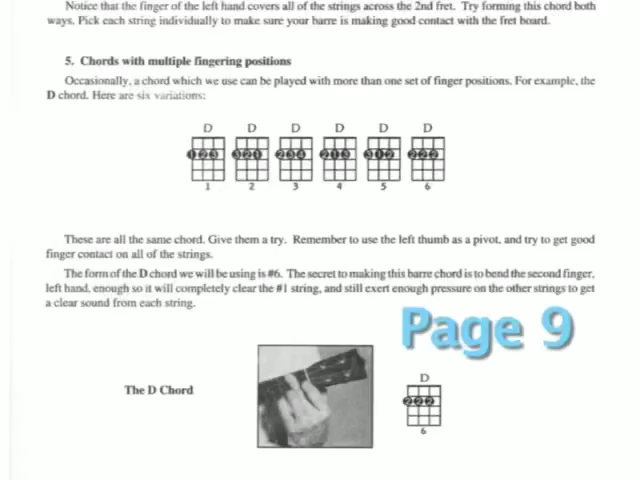 Notice that the finger of the left hand covers all of the strings across the 2nd fret. Try forming this chord both
ways. Pick each string individually to make sure your barre is making good contact with the fret board.
5. Chords with multiple fingering positions
Occasionally, a chord which we use can be played with more than one set of finger positions. For example, the
D chord. Here are six variations:
D D D D D D
1 2 3 4 5 6
These are all the same chord. Give them a try. Remember to use the left thumb as a pivot, and try to get good
finger contact on all of the strings.
The form of the D chord we will be using is #6. The secret to making this barre chord is to bend the second finger,
left hand, enough so it will completely clear the #1 string, and still exert enough pressure on the other strings to get
a clear sound from each string.
Page 9
The D Chord
D
2 2 2
6